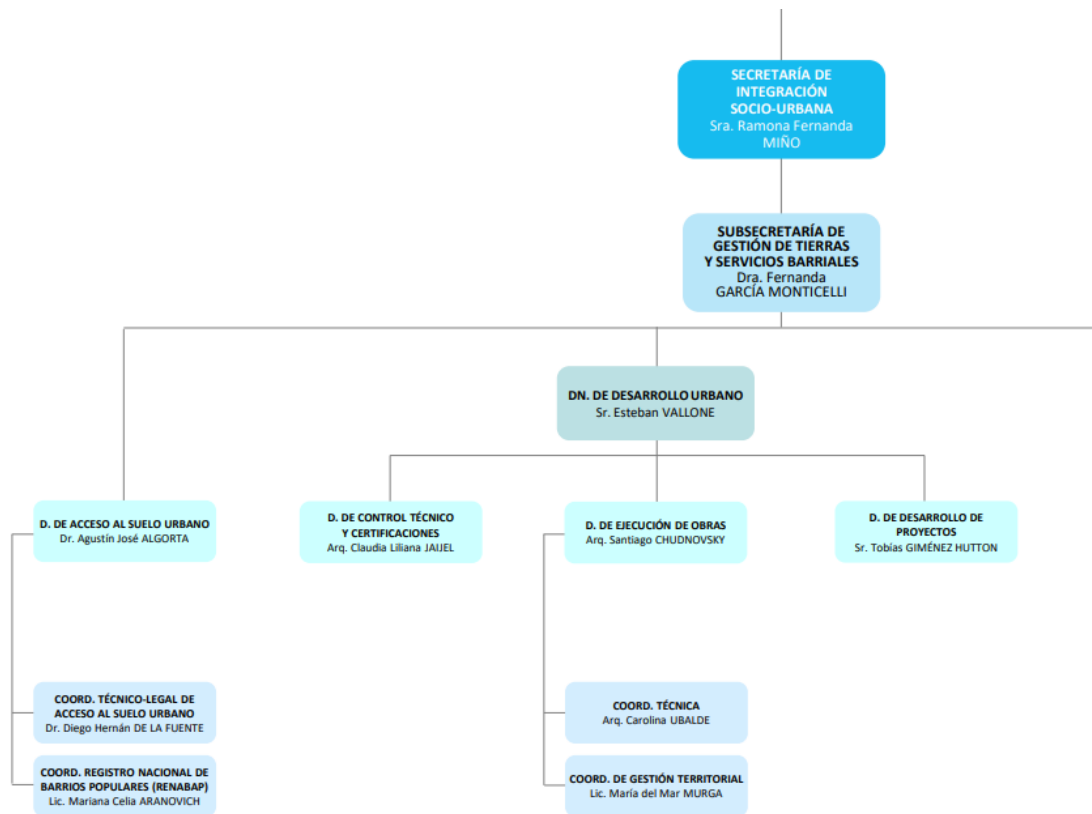 SECRETARÍA DE
INTEGRACIÓN
SOCIO-URBANA
Sra. Ramona Fernanda
MIÑO
SUBSECRETARÍA DE
GESTIÓN DE TIERRAS
Y SERVICIOS BARRIALES
Dra. Fernanda
GARCÍA MONTICELLI
DN. DE DESARROLLO URBANO
Sr. Esteban VALLONE
D. DE ACCESO AL SUELO URBANO
Dr. Agustín José ALGORTA
D. DE CONTROL TÉCNICO
Y CERTIFICACIONES
Arq. Claudia Liliana JAIJEL
D. DE EJECUCIÓN DE OBRAS
Arq. Santiago CHUDNOVSKY
D. DE DESARROLLO DE
PROYECTOS
Sr. Tobías GIMÉNEZ HUTTON
COORD. TÉCNICO-LEGAL DE
ACCESO AL SUELO URBANO
Dr. Diego Hernán DE LA FUENTE
COORD. TÉCNICA
Arq. Carolina UBALDE
COORD. REGISTRO NACIONAL DE
BARRIOS POPULARES (RENABAP)
Lic. Mariana Celia ARANOVICH
COORD. DE GESTIÓN TERRITORIAL
Lic. María del Mar MURGA